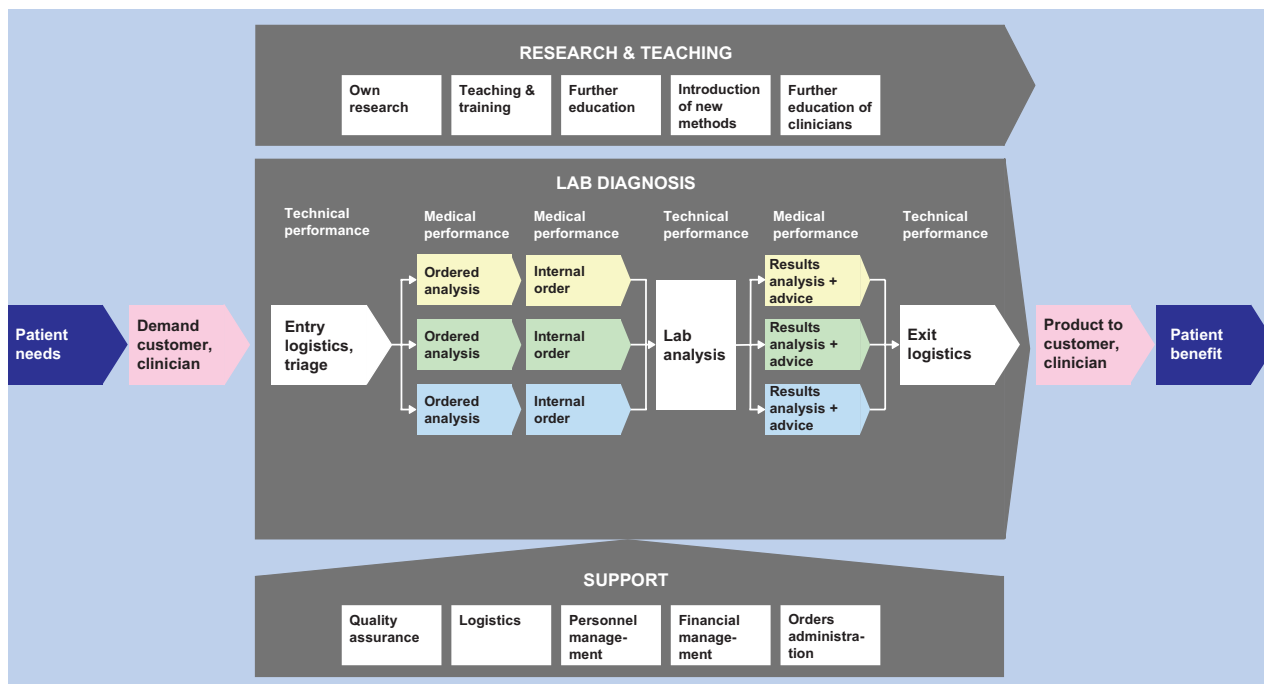 RESEARCH & TEACHING
Own
research
Teaching &
training
Further
education
Introduction
of new
methods
Further
education of
clinicians
LAB DIAGNOSIS
Technical
performance
Medical
performance
Medical
performance
Technical
performance
Medical
performance
Technical
performance
Patient
needs
Demand
customer,
clinician
Entry
logistics,
triage
Ordered
analysis
Internal
order
Ordered
analysis
Internal
order
Ordered
analysis
Internal
order
Lab
analysis
Results
analysis +
advice
Results
analysis +
advice
Results
analysis +
advice
Exit
logistics
Product to
customer,
clinician
Patient
benefit
SUPPORT
Quality
assurance
Logistics
Personnel
manage-
ment
Financial
manage-
ment
Orders
administra-
tion